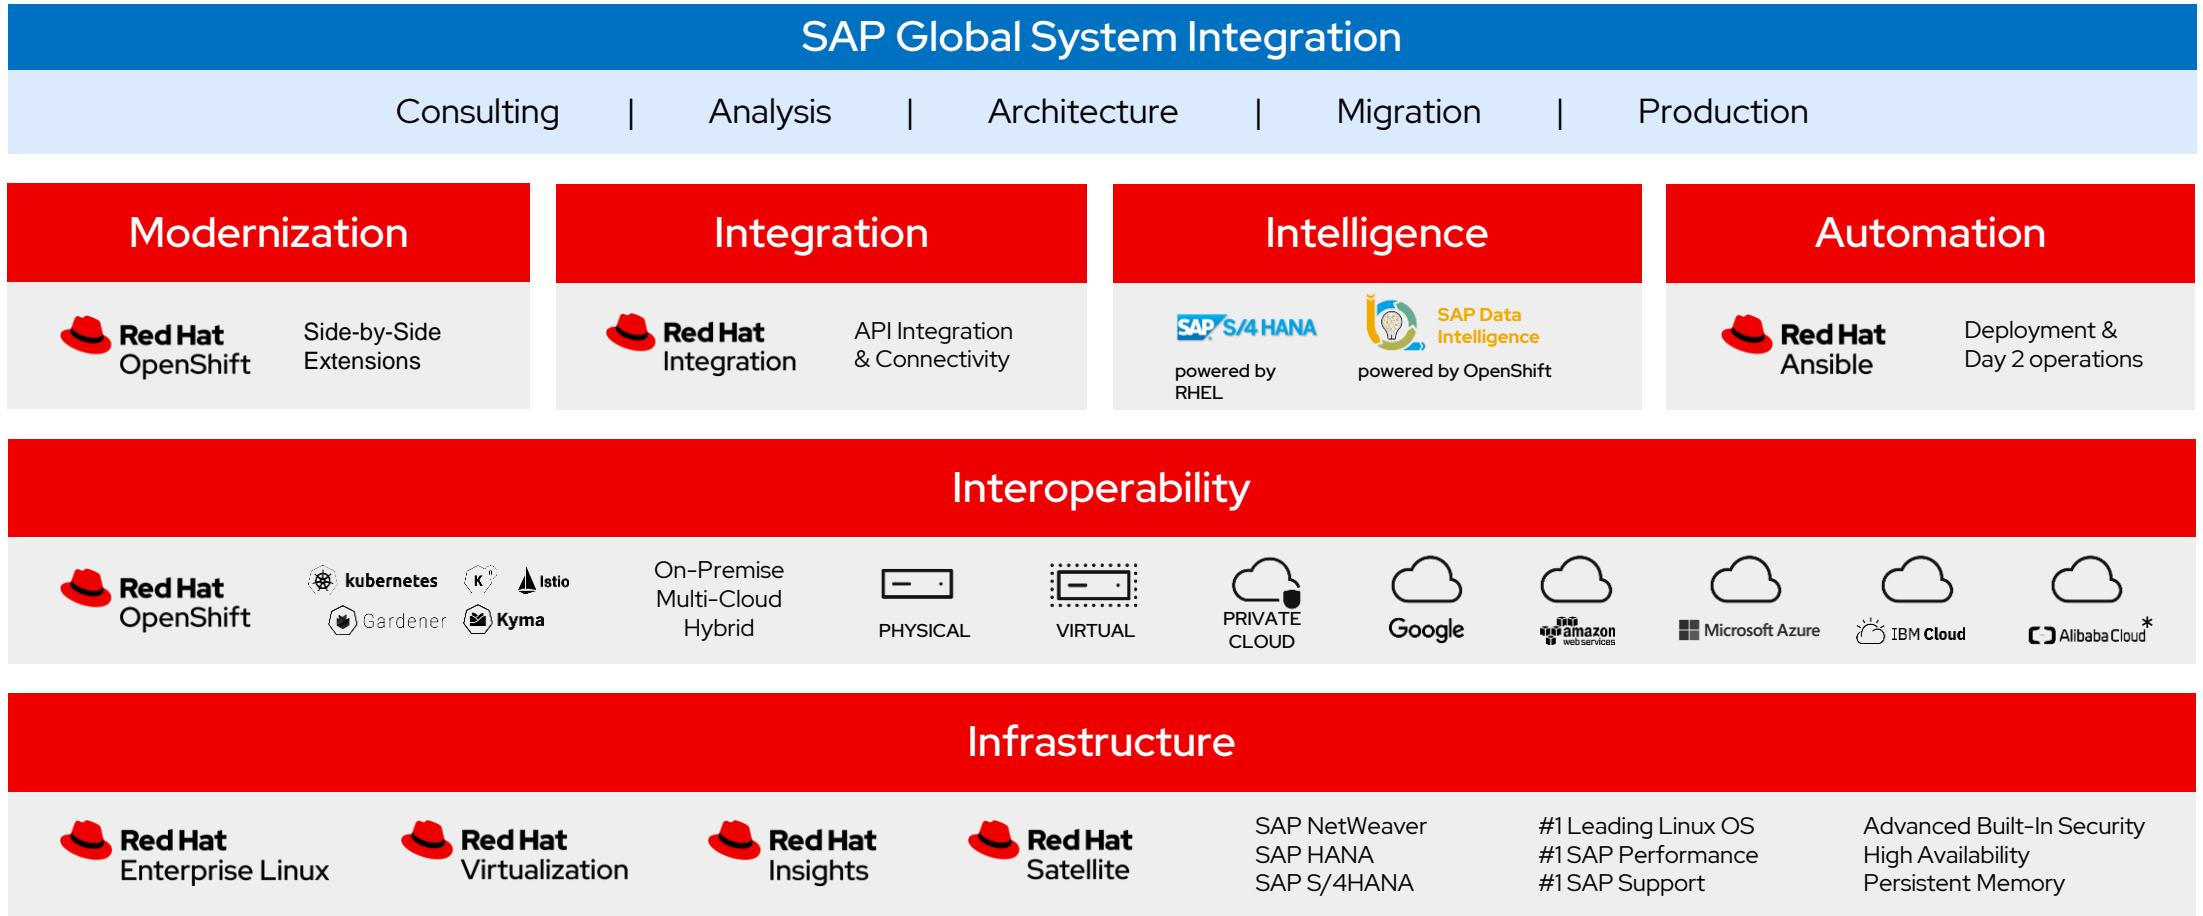 SAP Global System Integration
Consulting | Analysis | Architecture | Migration | Production
Modernization
Red Hat
OpenShift
Side-by-Side
Extensions
Integration
Red Hat
Integration
API Integration
& Connectivity
Intelligence
SAP S/4 HANA
powered by
RHEL
SAP Data
Intelligence
powered by OpenShift
Automation
Red Hat
Ansible
Deployment &
Day 2 operations
Interoperability
Red Hat
OpenShift
kubernetes
K
Istio
Gardener
Kyma
On-Premise
Multi-Cloud
Hybrid
PHYSICAL
VIRTUAL
PRIVATE
CLOUD
Google
amazon
web services
Microsoft Azure
IBM Cloud
Alibaba Cloud*
Infrastructure
Red Hat
Enterprise Linux
Red Hat
Virtualization
Red Hat
Insights
Red Hat
Satellite
SAP NetWeaver
SAP HANA
SAP S/4HANA
#1 Leading Linux OS
#1 SAP Performance
#1 SAP Support
Advanced Built-In Security
High Availability
Persistent Memory